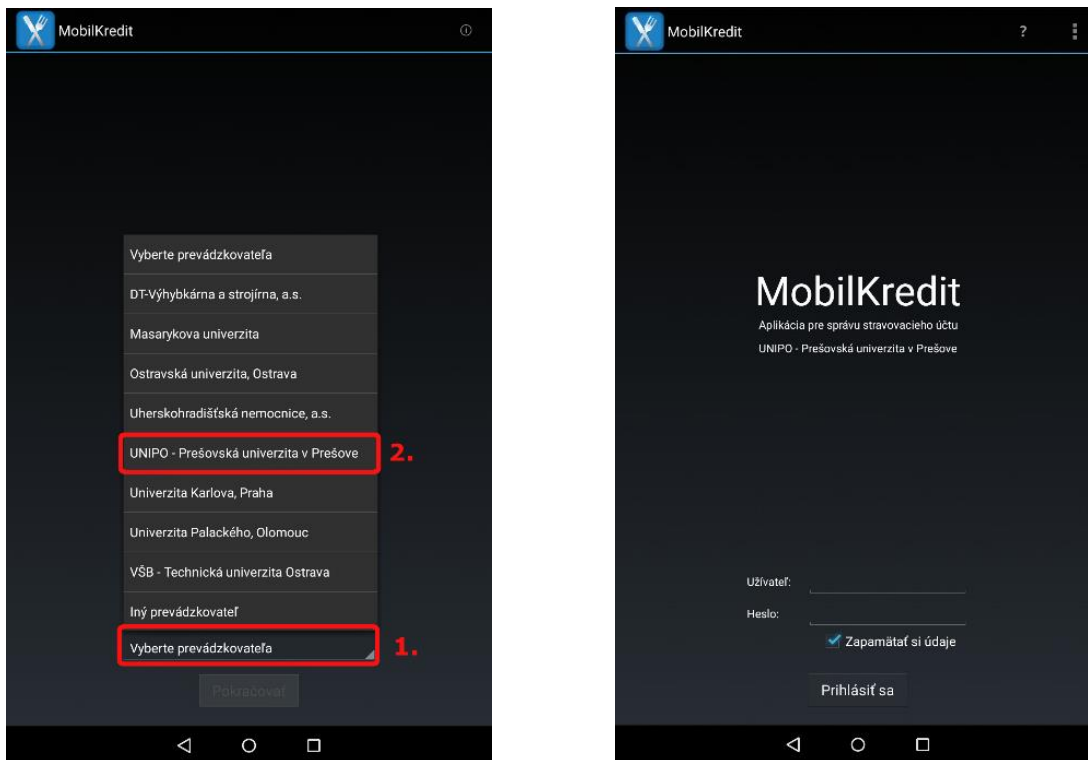 MobilKredit
Vyberte prevádzkovateľa
DT-Výhybkárna a strojírna, a.s.
Masarykova univerzita
Ostravská univerzita, Ostrava
Uherskohradišťská nemocnice, a.s.
UNIPO - Prešovská univerzita v Prešove
2.
Univerzita Karlova, Praha
Univerzita Palackého, Olomouc
VŠB - Technická univerzita Ostrava
Iný prevádzkovateľ
Vyberte prevádzkovateľa
1.
Pokračovať
MobilKredit
?
MobilKredit
Aplikácia pre správu stravovacieho účtu
UNIPO - Prešovská univerzita v Prešove
Užívateľ:
Heslo:
Zapamätať si údaje
Prihlásiť sa